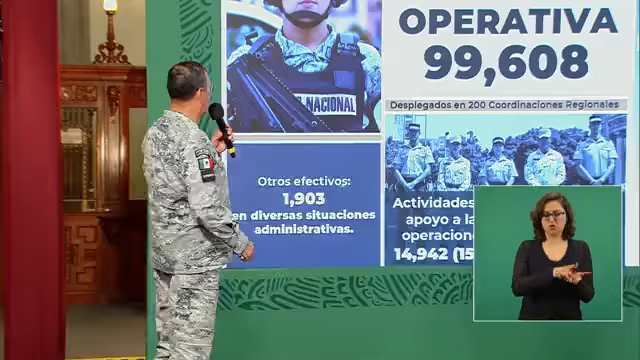 OPERATIVA
99,608
NACIONAL
Desplegados en 200 Coordinaciones Regionales
Otros efectivos:
1,903
en diversas situaciones
administrativas.
Actividades
apoyo a la
operacion
14,942 (15